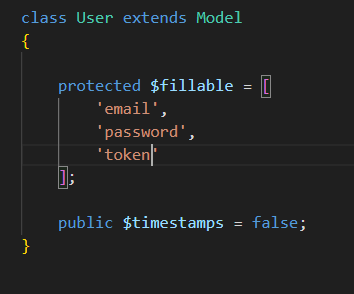 class User extends Model
{
protected $fillable = [
'email',
'password',
'token'
];
public $timestamps = false;
}